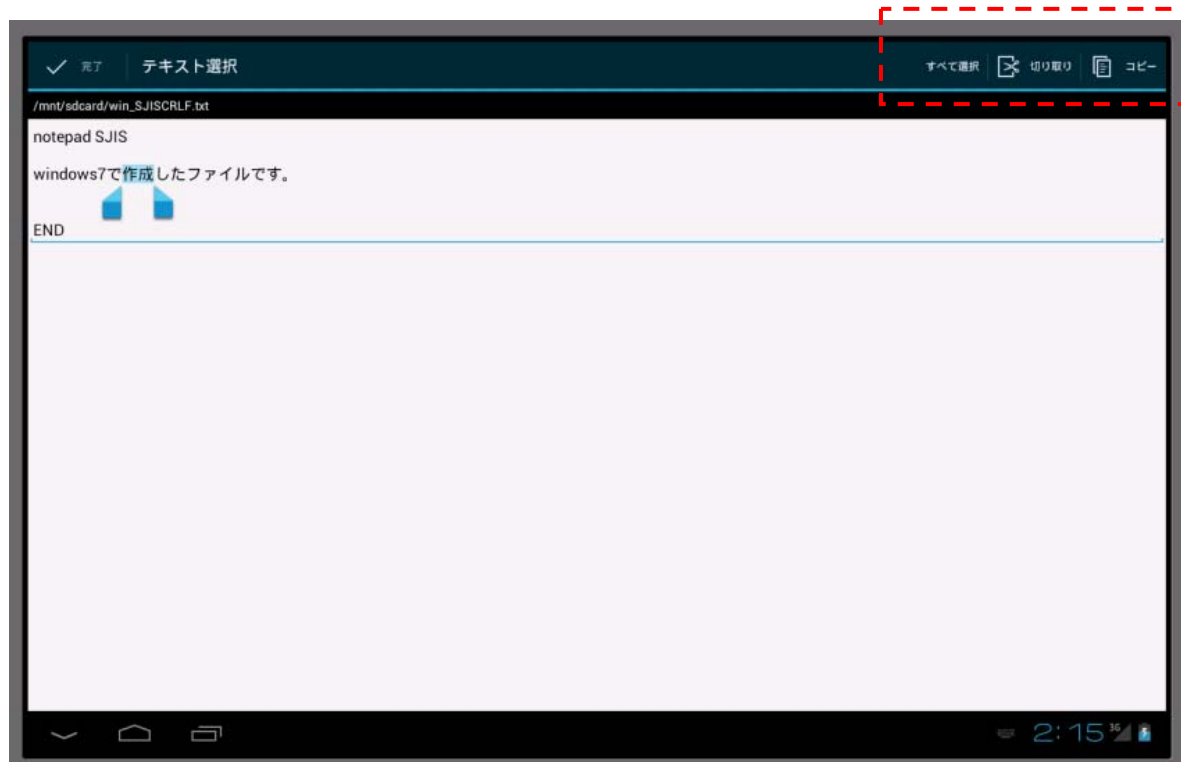 完了 テキスト選択 すべて選択 切り取り コピー
/mnt/sdcard/win_SJISCRLF.txt
notepad SJIS
windows7で作成したファイルです。
END
2:15 3G